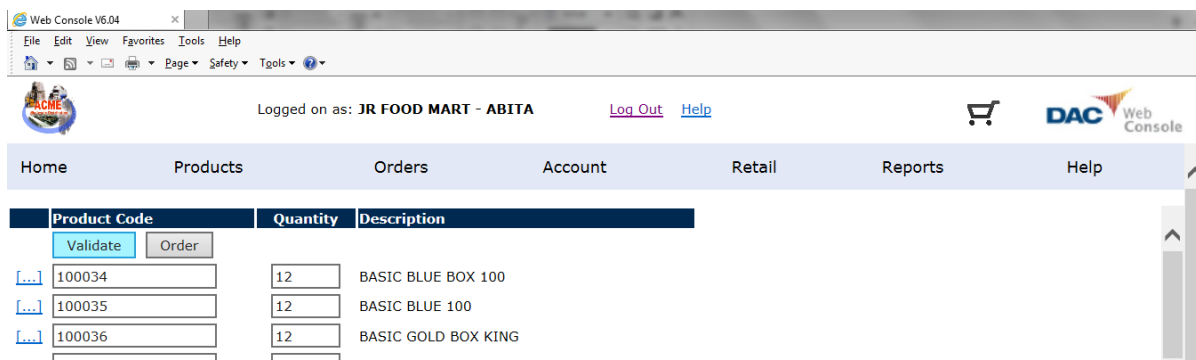 Web Console V6.04
File Edit View Favorites Tools Help
Page Safety Tools
ACME
Logged on as: JR FOOD MART - ABITA Log Out Help
DAC Web Console
Home Products Orders Account Retail Reports Help
Product Code Quantity Description
Validate Order
[...] 100034 12 BASIC BLUE BOX 100
[...] 100035 12 BASIC BLUE 100
[...] 100036 12 BASIC GOLD BOX KING